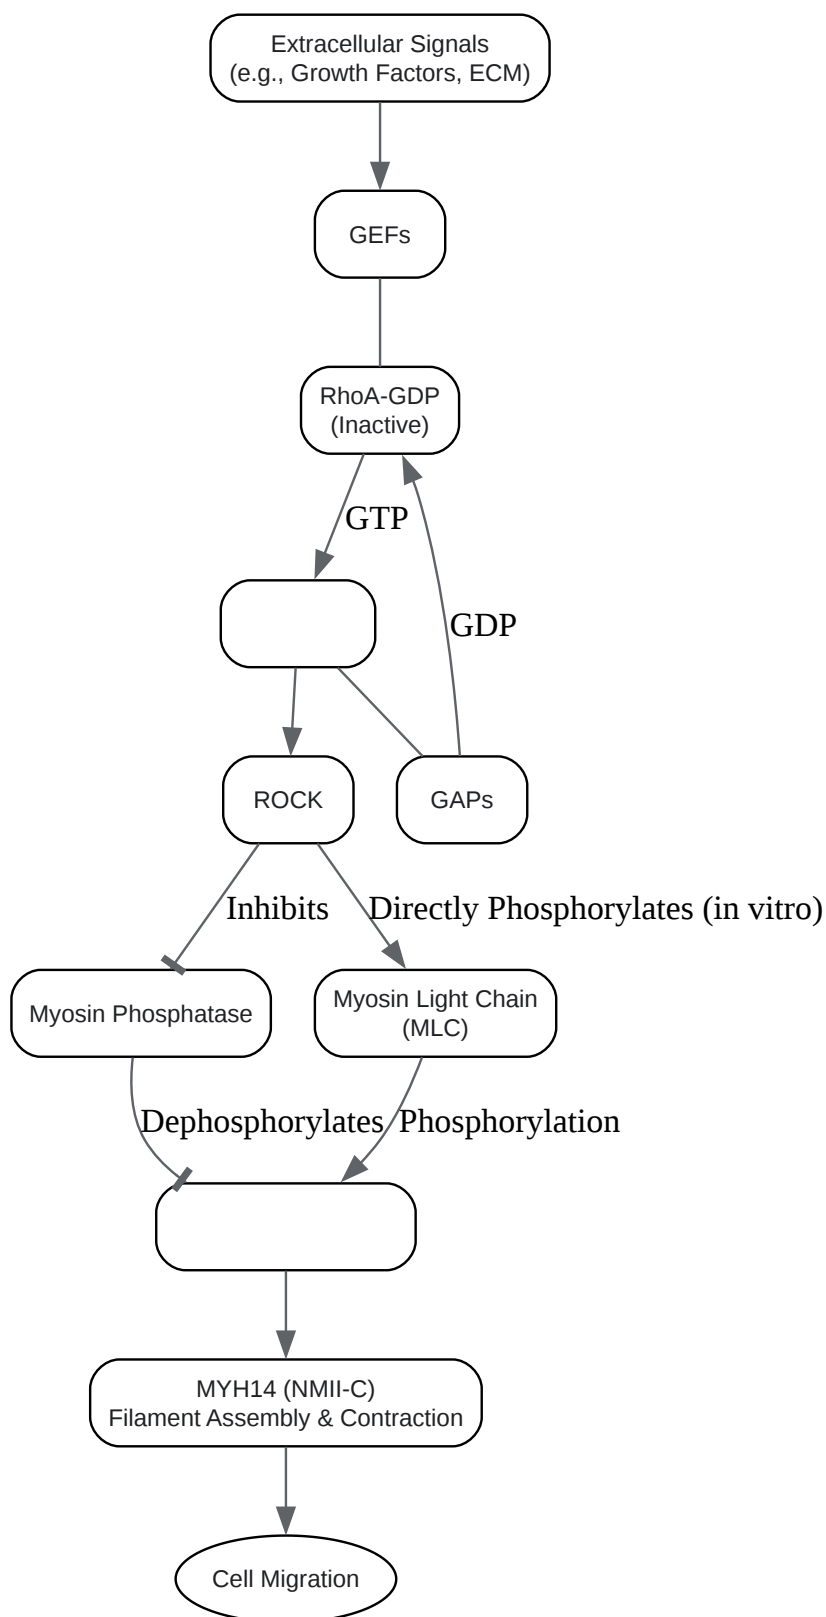 Extracellular Signals
(e.g., Growth Factors, ECM)
GEFs
RhoA-GDP
(Inactive)
GTP
GDP
ROCK
GAPs
Inhibits
Directly Phosphorylates (in vitro)
Myosin Phosphatase
Myosin Light Chain
(MLC)
Dephosphorylates
Phosphorylation
MYH14 (NMII-C)
Filament Assembly & Contraction
Cell Migration